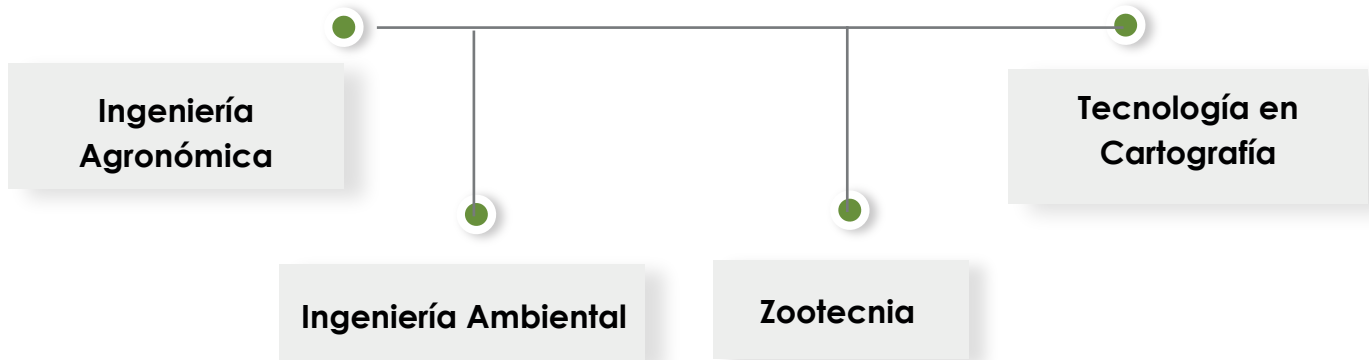 Ingeniería
Agronómica
Tecnología en
Cartografía
Ingeniería Ambiental
Zootecnia